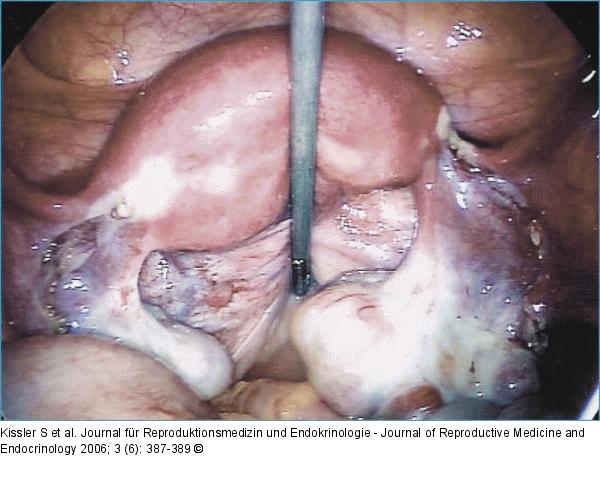 Kissler S et al. Journal für Reproduktionsmedizin und Endokrinologie - Journal of Reproductive Medicine and
Endocrinology 2006; 3 (6): 387-389 ©